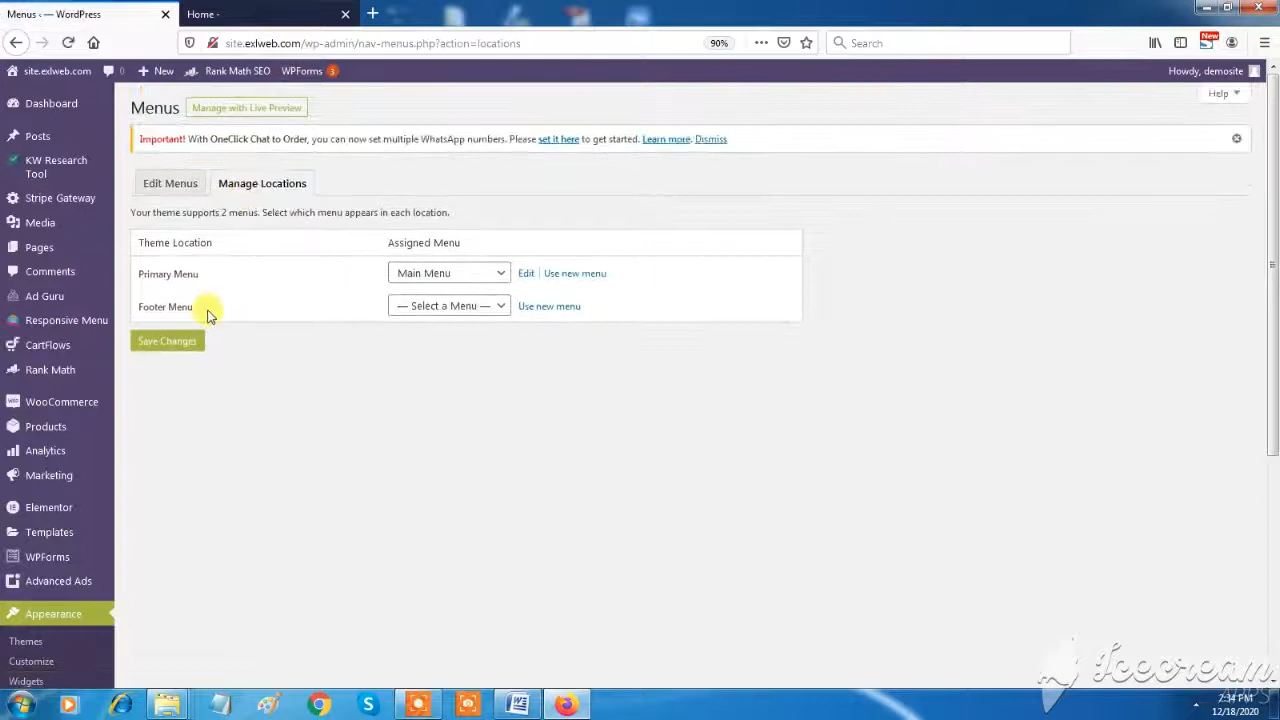 Menus ‹ — WordPress
Home -
site.exlweb.com/wp-admin/nav-menus.php?action=locations
90%
Search
New
site.exlweb.com
0
New
Rank Math SEO
WPForms 3
Howdy, demosite
Dashboard
Posts
KW Research
Tool
Stripe Gateway
Media
Pages
Comments
Ad Guru
Responsive Menu
CartFlows
Rank Math
WooCommerce
Products
Analytics
Marketing
Elementor
Templates
WPForms
Advanced Ads
Appearance
Themes
Customize
Widgets
Help
Menus
Manage with Live Preview
Important! With OneClick Chat to Order, you can now set multiple WhatsApp numbers. Please set it here to get started. Learn more. Dismiss
Edit Menus
Manage Locations
Your theme supports 2 menus. Select which menu appears in each location.
Theme Location
Assigned Menu
Primary Menu
Main Menu
Edit | Use new menu
Footer Menu
— Select a Menu —
Use new menu
Save Changes
Icecream
APPS
2:34 PM
12/18/2020